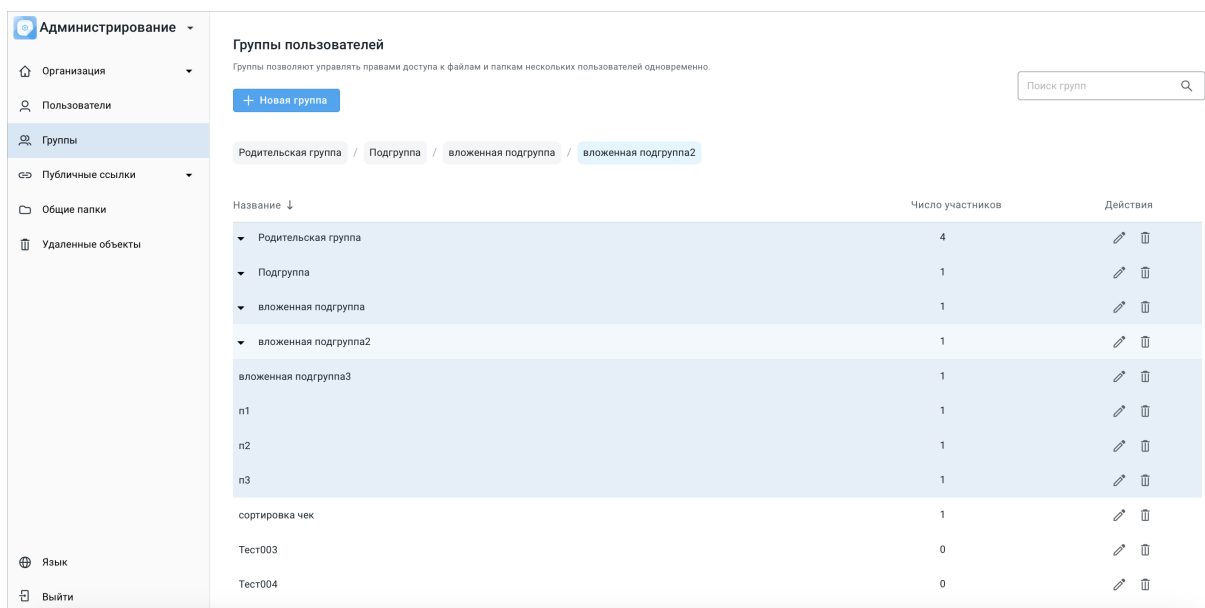 Администрирование
Организация
Пользователи
Группы
Публичные ссылки
Общие папки
Удаленные объекты
Язык
Выйти
Группы пользователей
Группы позволяют управлять правами доступа к файлам и папкам нескольких пользователей одновременно.
Новая группа
Поиск групп
Родительская группа / Подгруппа / вложенная подгруппа / вложенная подгруппа2
Название ↓ Число участников Действия
Родительская группа 4
Подгруппа 1
вложенная подгруппа 1
вложенная подгруппа2 1
вложенная подгруппа3 1
п1 1
п2 1
п3 1
сортировка чек 1
Тест003 0
Тест004 0